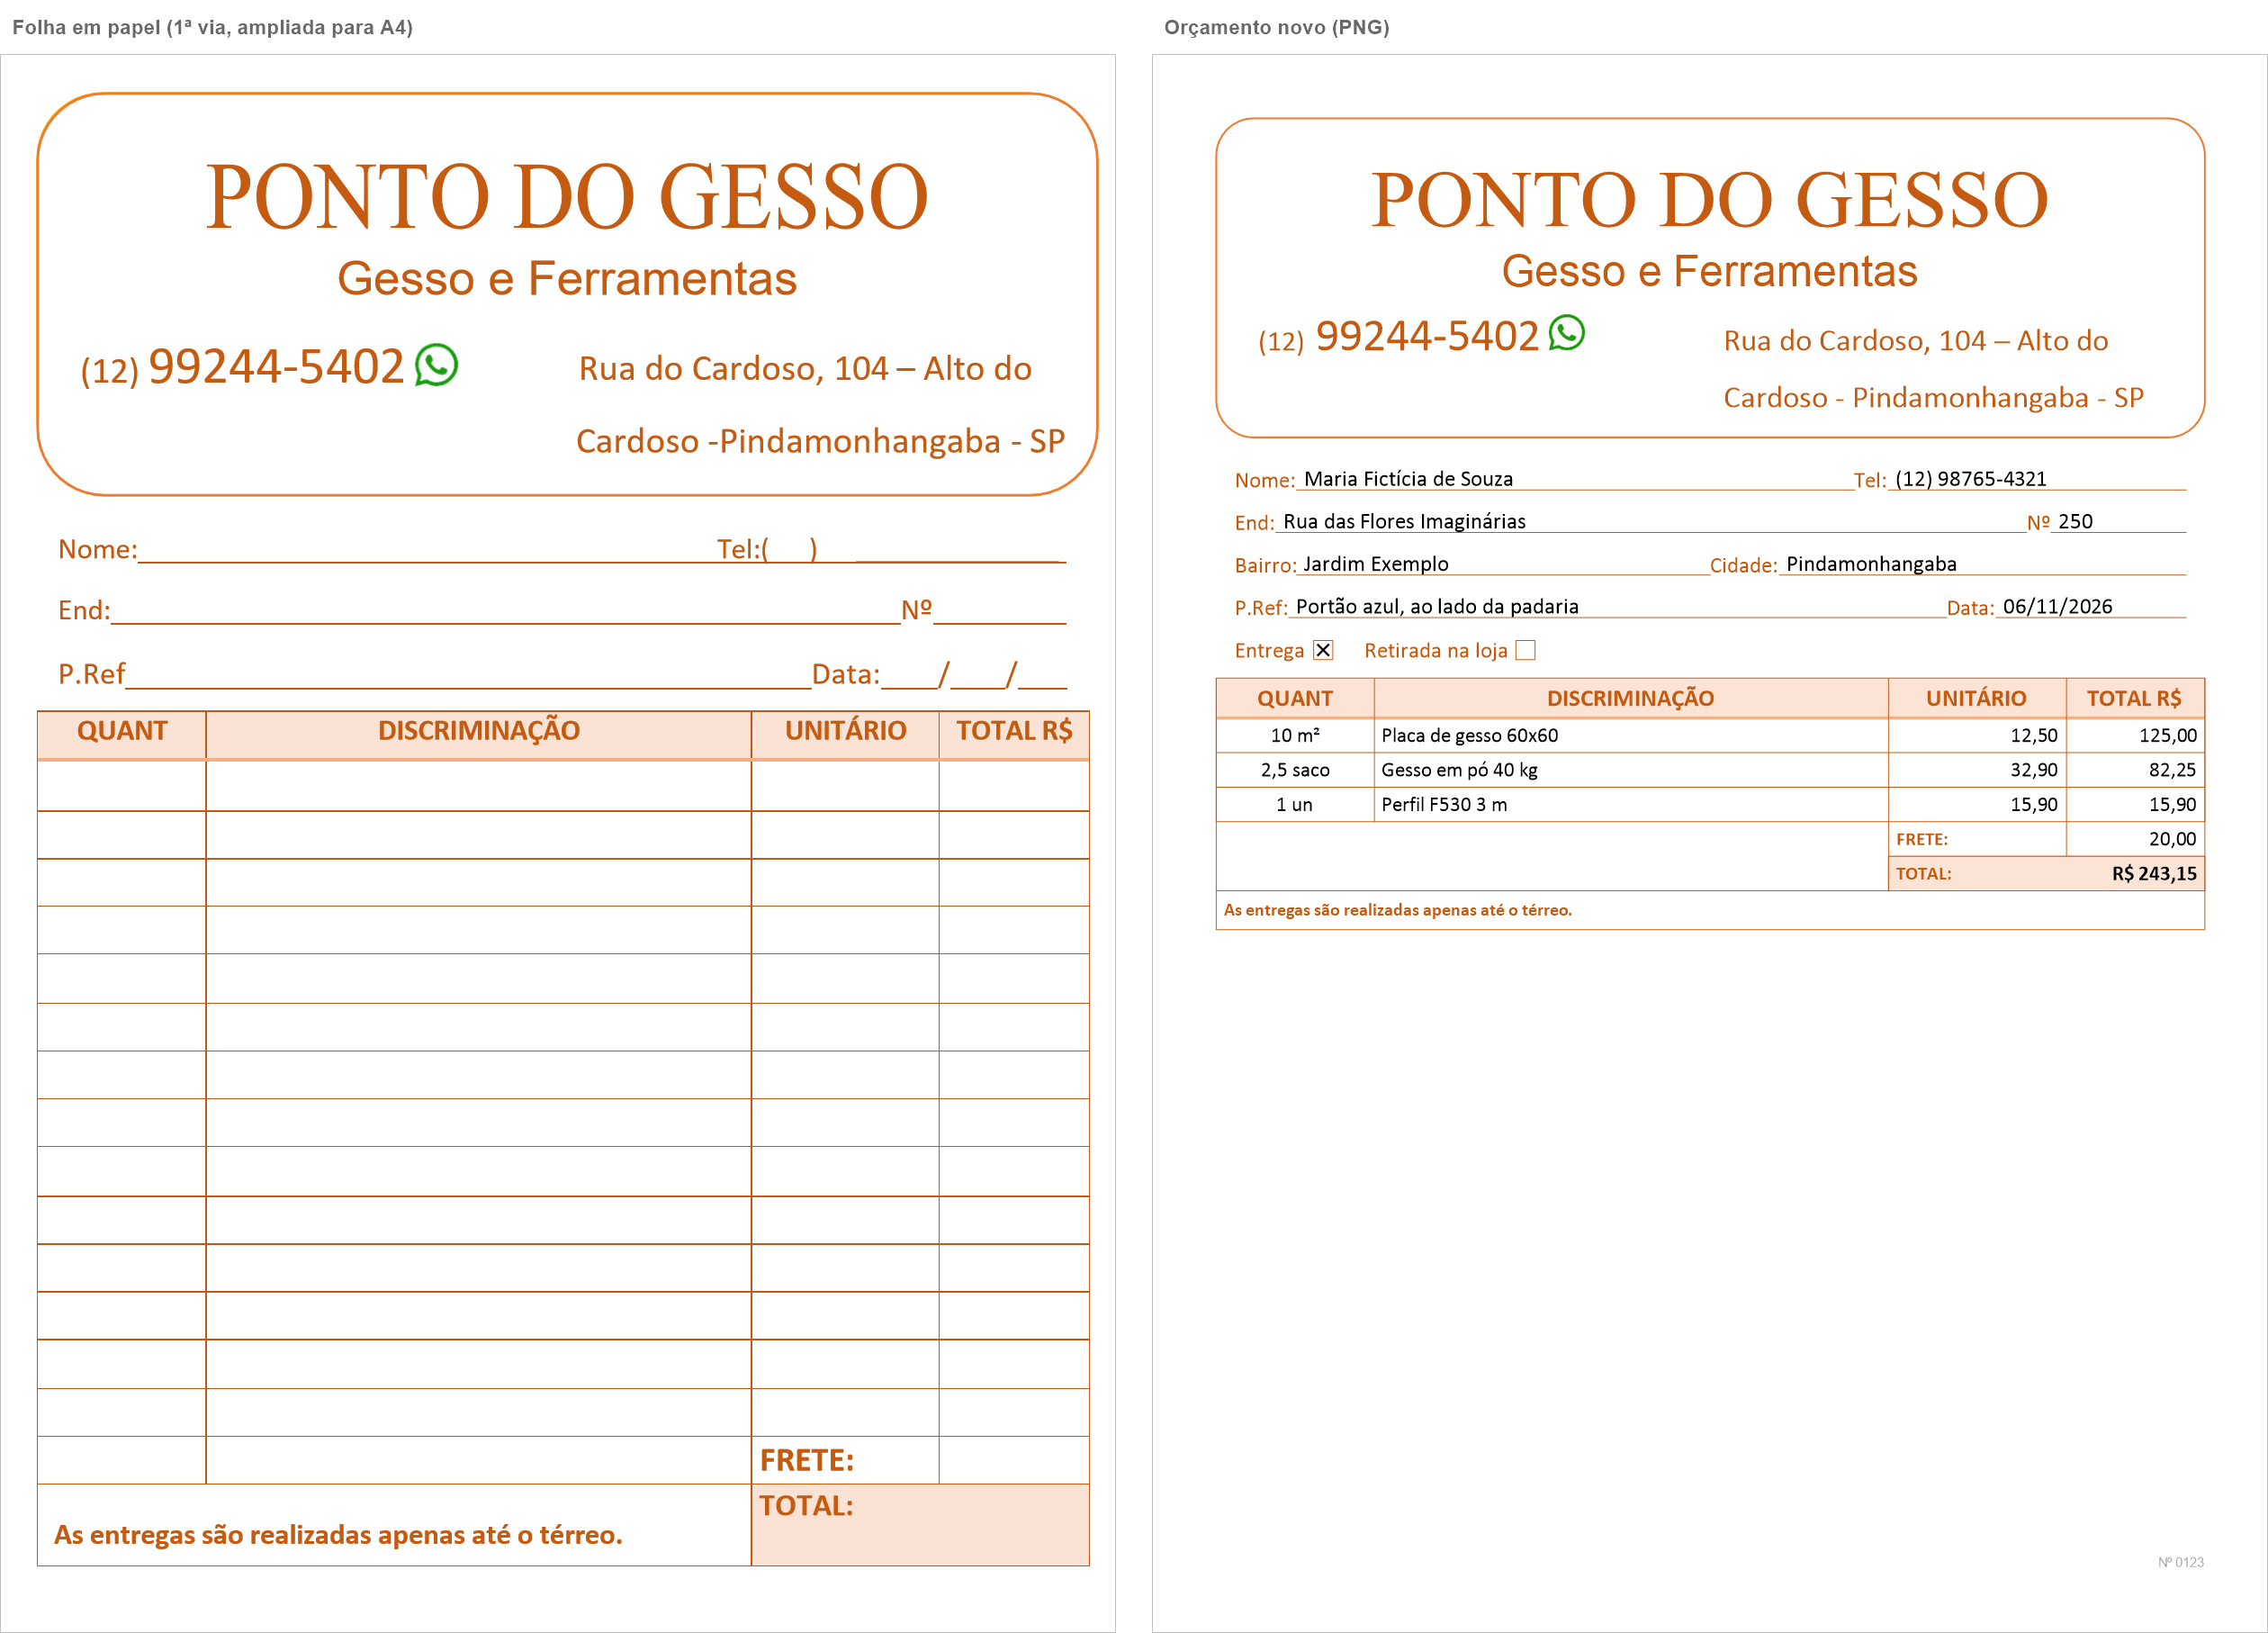 Folha em papel (1ª via, ampliada para A4)
PONTO DO GESSO
Gesso e Ferramentas
(12) 99244-5402
Rua do Cardoso, 104 – Alto do
Cardoso -Pindamonhangaba - SP
Nome: Tel:( )
End: Nº
P.Ref Data: / /
QUANT DISCRIMINAÇÃO UNITÁRIO TOTAL R$
FRETE:
TOTAL:
As entregas são realizadas apenas até o térreo.
Orçamento novo (PNG)
PONTO DO GESSO
Gesso e Ferramentas
(12) 99244-5402
Rua do Cardoso, 104 – Alto do
Cardoso - Pindamonhangaba - SP
Nome: Maria Fictícia de Souza Tel: (12) 98765-4321
End: Rua das Flores Imaginárias Nº 250
Bairro: Jardim Exemplo Cidade: Pindamonhangaba
P.Ref: Portão azul, ao lado da padaria Data: 06/11/2026
Entrega ☒ Retirada na loja ☐
QUANT DISCRIMINAÇÃO UNITÁRIO TOTAL R$
10 m² Placa de gesso 60x60 12,50 125,00
2,5 saco Gesso em pó 40 kg 32,90 82,25
1 un Perfil F530 3 m 15,90 15,90
FRETE: 20,00
TOTAL: R$ 243,15
As entregas são realizadas apenas até o térreo.
Nº 0123